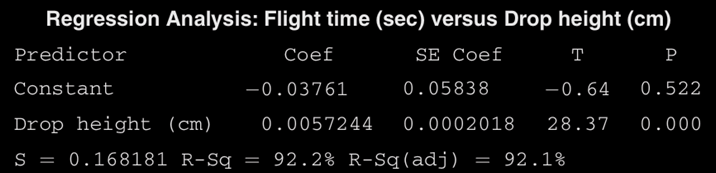 Regression Analysis: Flight time (sec) versus Drop height (cm)
Predictor Coef SE Coef T P
Constant −0.03761 0.05838 −0.64 0.522
Drop height (cm) 0.0057244 0.0002018 28.37 0.000
S = 0.168181 R-Sq = 92.2% R-Sq(adj) = 92.1%